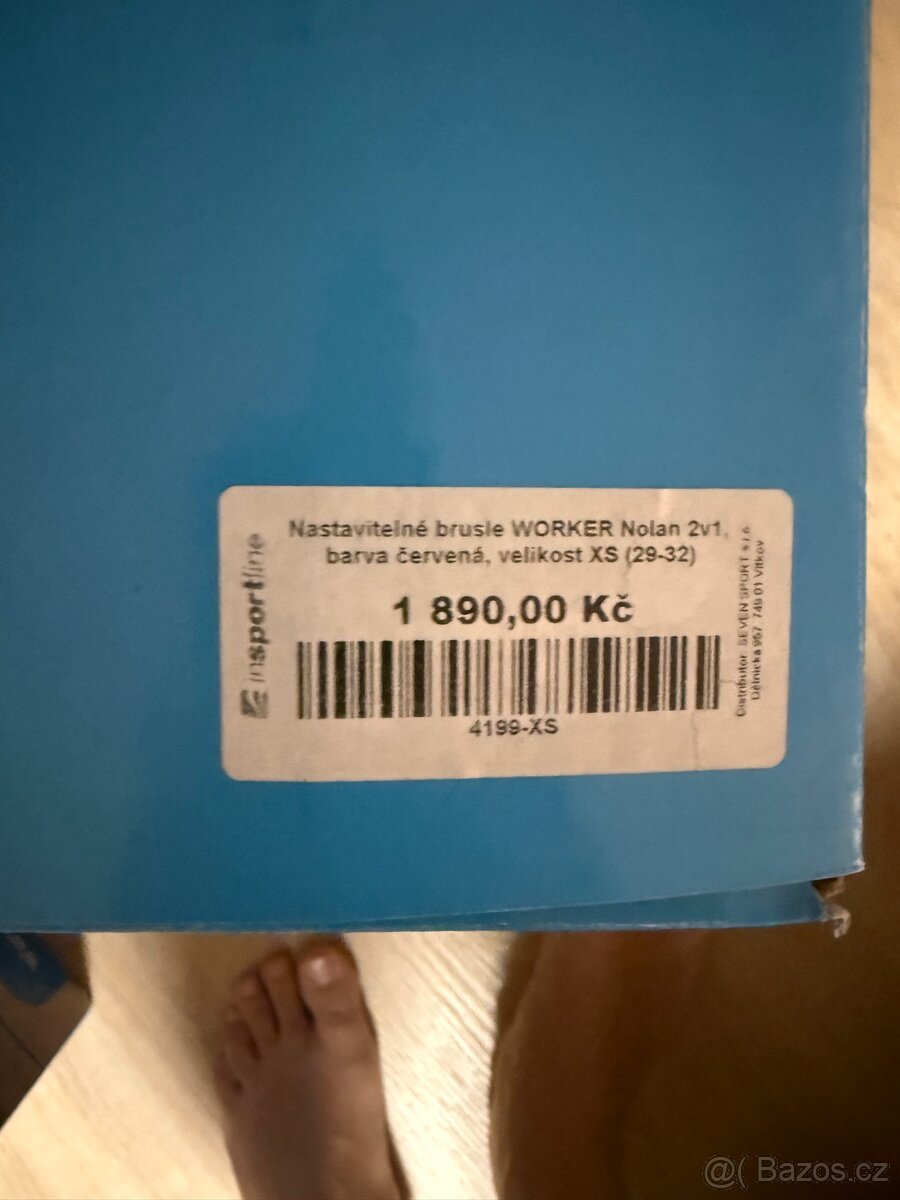 Nastavitelné brusle WORKER Nolan 2v1,
barva červená, velikost XS (29-32)
1 890,00 Kč
4199-XS
insportline
Distributor: SEVEN SPORT s.r.o.
Dělnická 957, 749 01 Vítkov
@( Bazos.cz